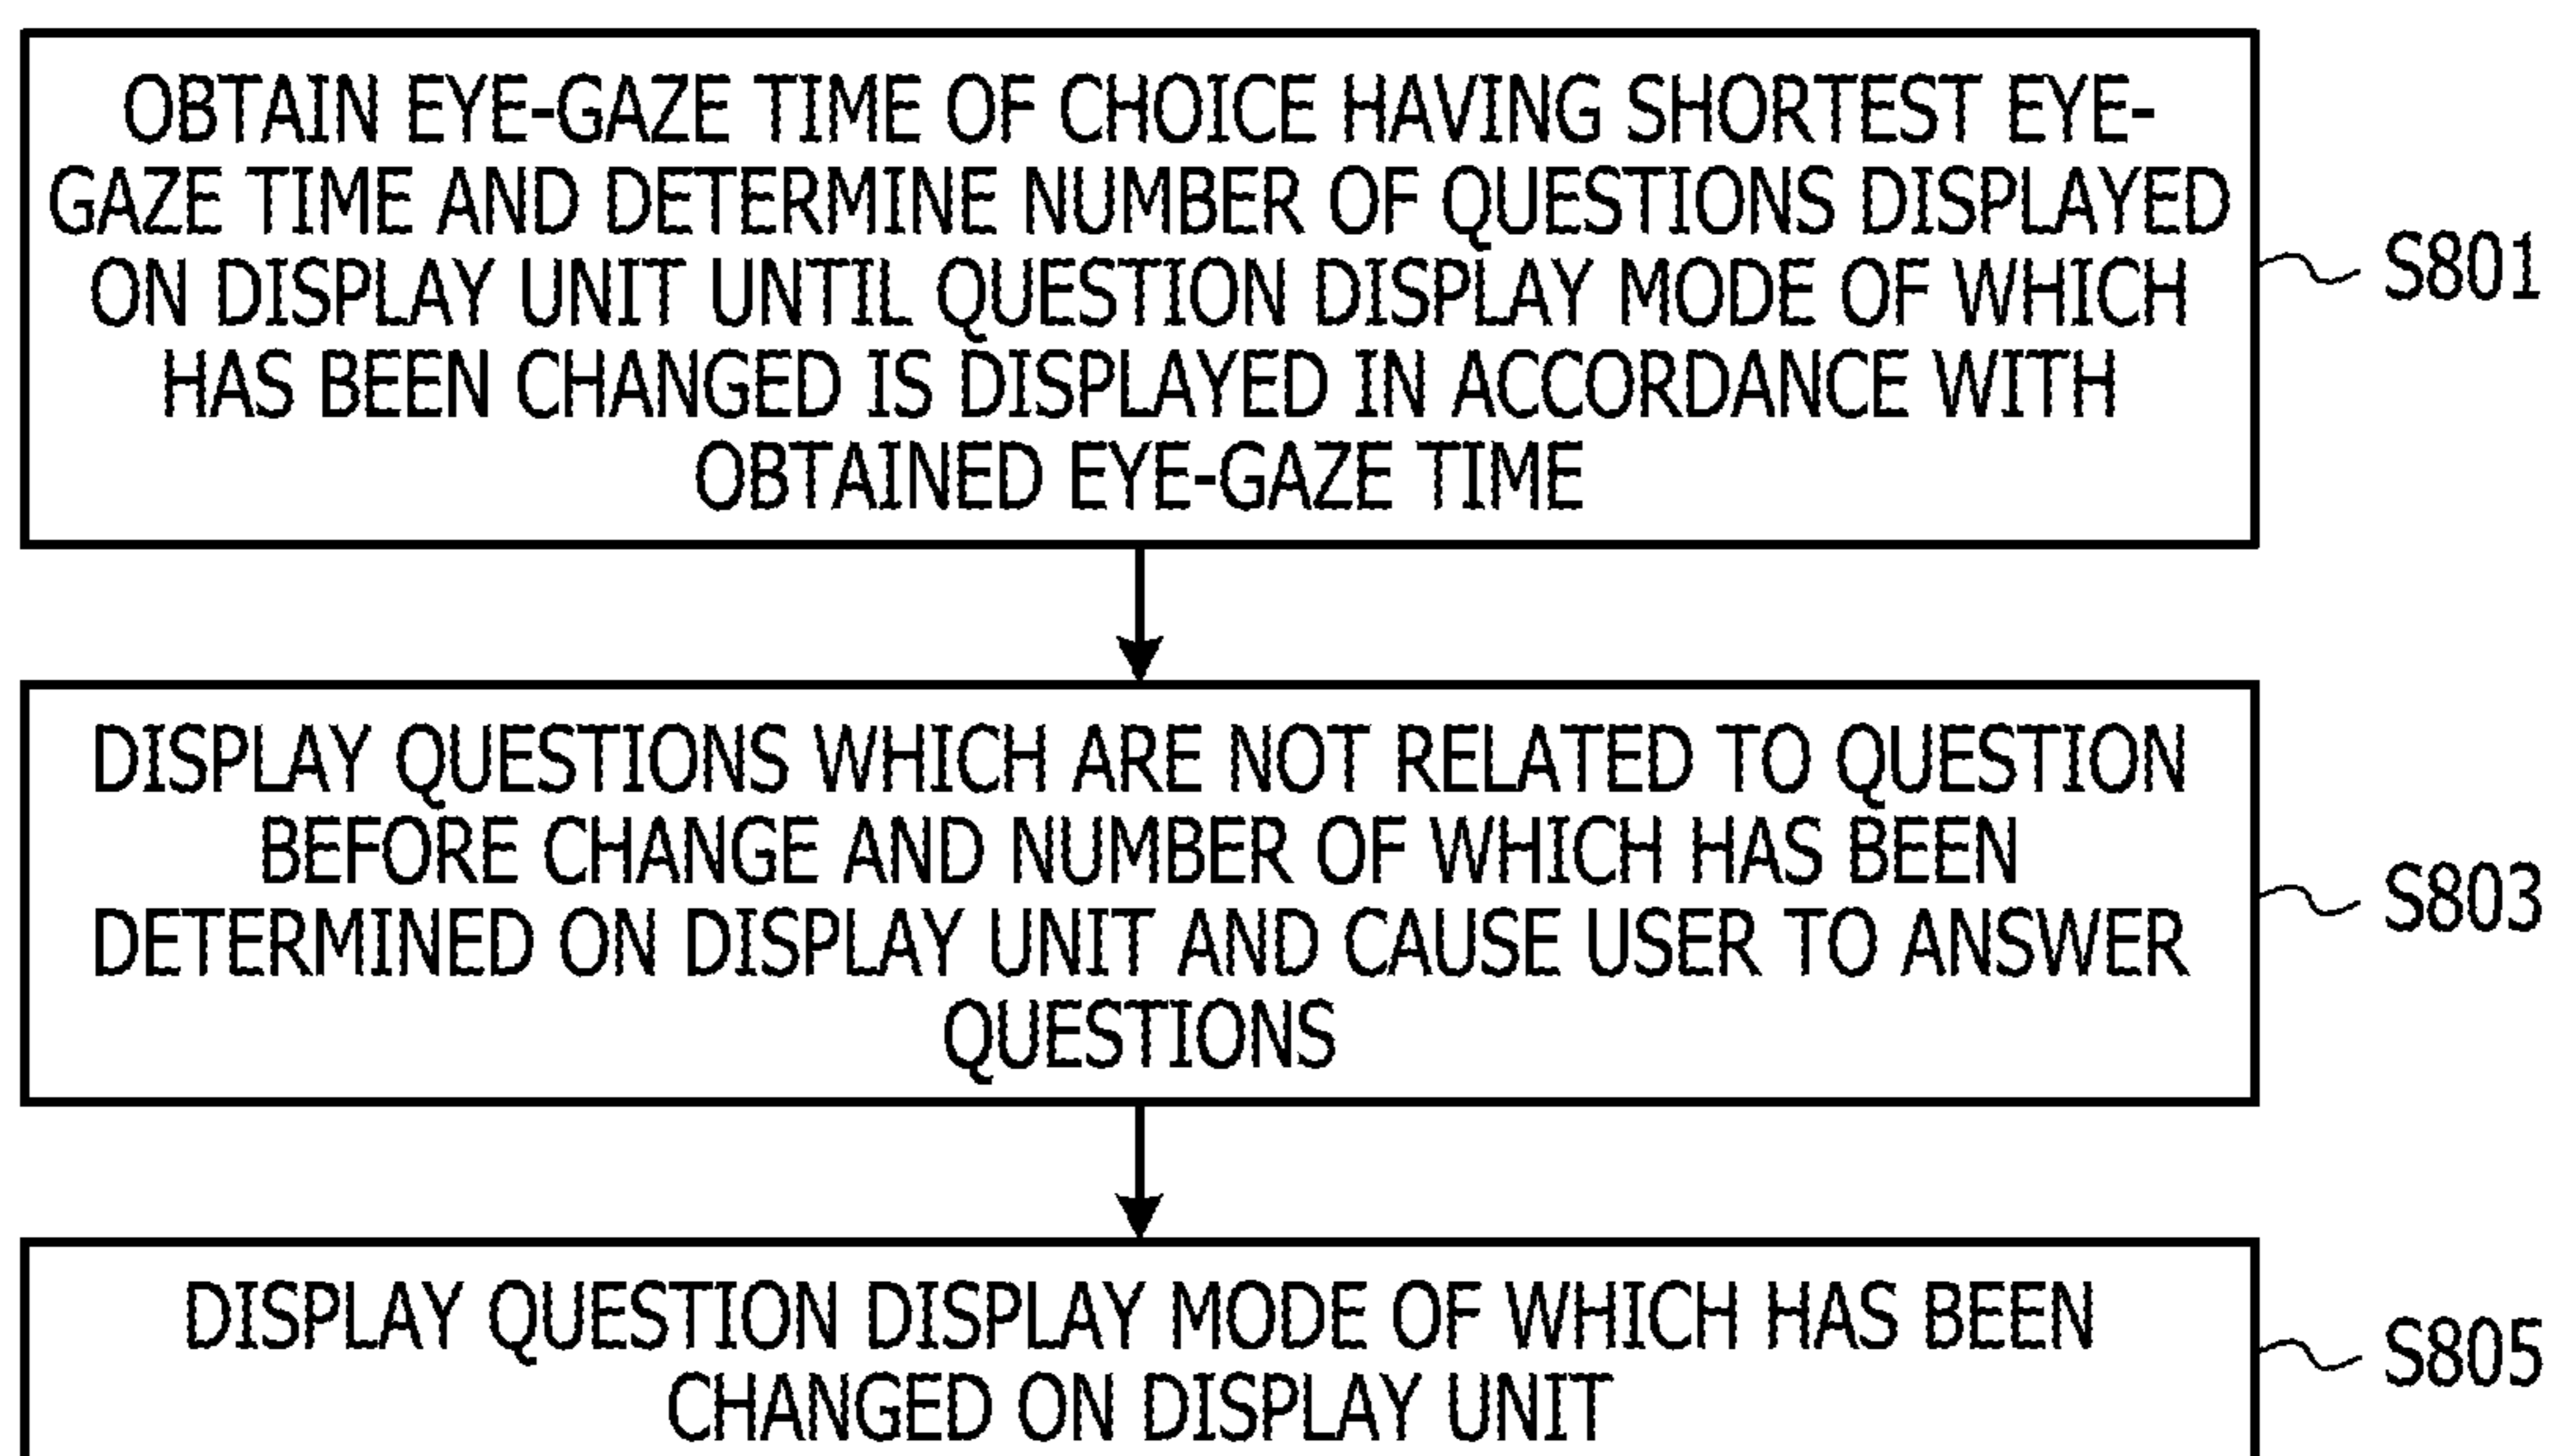 OBTAIN EYE-GAZE TIME OF CHOICE HAVING SHORTEST EYE-
GAZE TIME AND DETERMINE NUMBER OF QUESTIONS DISPLAYED
ON DISPLAY UNIT UNTIL QUESTION DISPLAY MODE OF WHICH
HAS BEEN CHANGED IS DISPLAYED IN ACCORDANCE WITH
OBTAINED EYE-GAZE TIME
S801
DISPLAY QUESTIONS WHICH ARE NOT RELATED TO QUESTION
BEFORE CHANGE AND NUMBER OF WHICH HAS BEEN
DETERMINED ON DISPLAY UNIT AND CAUSE USER TO ANSWER
QUESTIONS
S803
DISPLAY QUESTION DISPLAY MODE OF WHICH HAS BEEN
CHANGED ON DISPLAY UNIT
S805